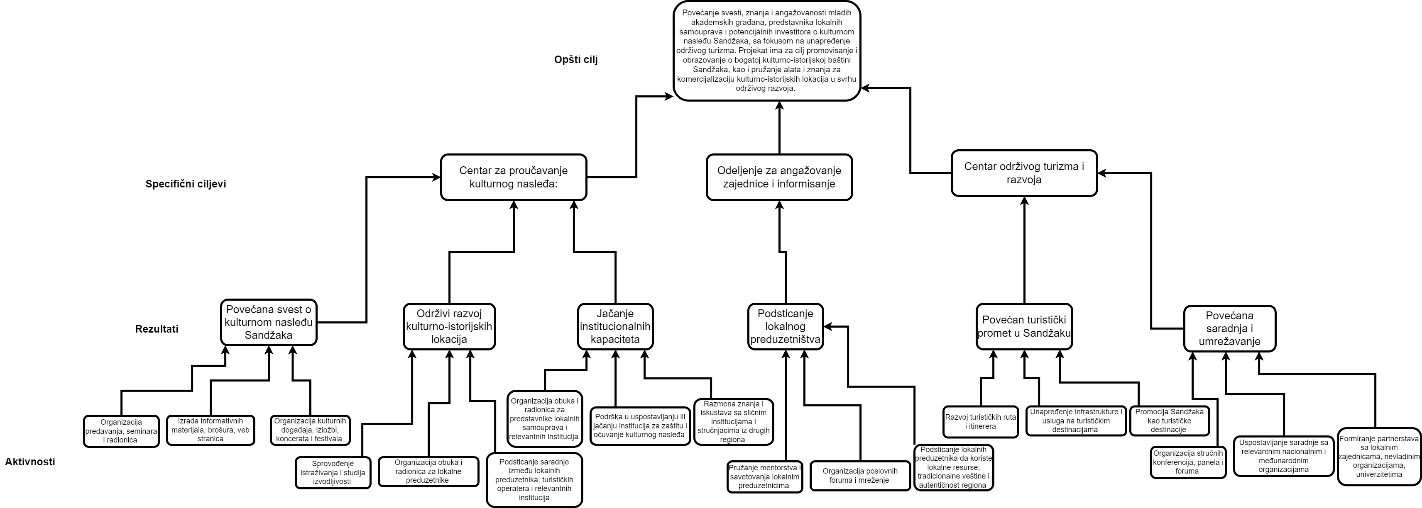 Povećanje svesti, znanja i angažovanosti mladih
akademskih građana, predstavnika lokalnih
samouprava i potencijalnih investitora o kulturnom
nasleđu Sandžaka, sa fokusom na unapređenje
održivog turizma. Projekat ima za cilj promovisanje i
obrazovanje o bogatoj kulturno-istorijskoj baštini
Sandžaka, kao i pružanje alata i znanja za
komercijalizaciju kulturno-istorijskih lokacija u svrhu
održivog razvoja.
Opšti cilj
Specifični ciljevi
Centar za proučavanje
kulturnog nasleđa:
Odeljenje za angažovanje
zajednice i informisanje
Centar održivog turizma i
razvoja
Rezultati
Povećana svest o
kulturnom nasleđu
Sandžaka
Održivi razvoj
kulturno-istorijskih
lokacija
Jačanje
institucionalnih
kapaciteta
Podsticanje
lokalnog
preduzetništva
Povećan turistički
promet u Sandžaku
Povećana
saradnja i
umrežavanje
Aktivnosti
Organizacija
predavanja, seminara
i radionica
Izrada informativnih
materijala, brošura, veb
stranica
Organizacija kulturnih
događaja, izložbi,
koncerata i festivala
Sprovođenje
istraživanja i studija
izvodljivosti
Organizacija obuka i
radionica za lokalne
preduzetnike
Podsticanje saradnje
između lokalnih
preduzetnika, turističkih
operatera i relevantnih
institucija
Organizacija obuka i
radionica za
predstavnike lokalnih
samouprava i
relevantnih institucija
Podrška u uspostavljanju ili
jačanju institucija za zaštitu i
očuvanje kulturnog nasleđa
Razmena znanja i
iskustava sa sličnim
institucijama i
stručnjacima iz drugih
regiona
Pružanje mentorstva i
savetovanja lokalnim
preduzetnicima
Organizacija poslovnih
foruma i mreženje
Podsticanje lokalnih
preduzetnika da koriste
lokalne resurse,
tradicionalne veštine i
autentičnost regiona
Razvoj turističkih ruta
i itinerera
Unapređenje infrastrukture i
usluga na turističkim
destinacijama
Promocija Sandžaka
kao turističke
destinacije
Organizacija stručnih
konferencija, panela i
foruma
Uspostavljanje saradnje sa
relevantnim nacionalnim i
međunarodnim
organizacijama
Formiranje partnerstava
sa lokalnim
zajednicama, nevladinim
organizacijama,
univerzitetima